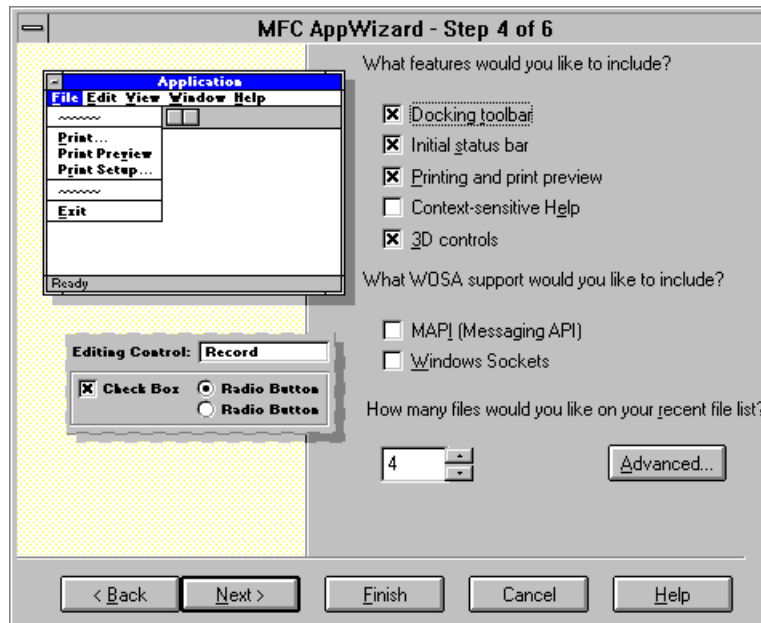 MFC AppWizard - Step 4 of 6
Application
File Edit View Window Help
Print...
Print Preview
Print Setup...
Exit
Ready
Editing Control: Record
Check Box Radio Button
Radio Button
What features would you like to include?
Docking toolbar
Initial status bar
Printing and print preview
Context-sensitive Help
3D controls
What WOSA support would you like to include?
MAPI (Messaging API)
Windows Sockets
How many files would you like on your recent file list?
4 Advanced...
< Back Next > Finish Cancel Help